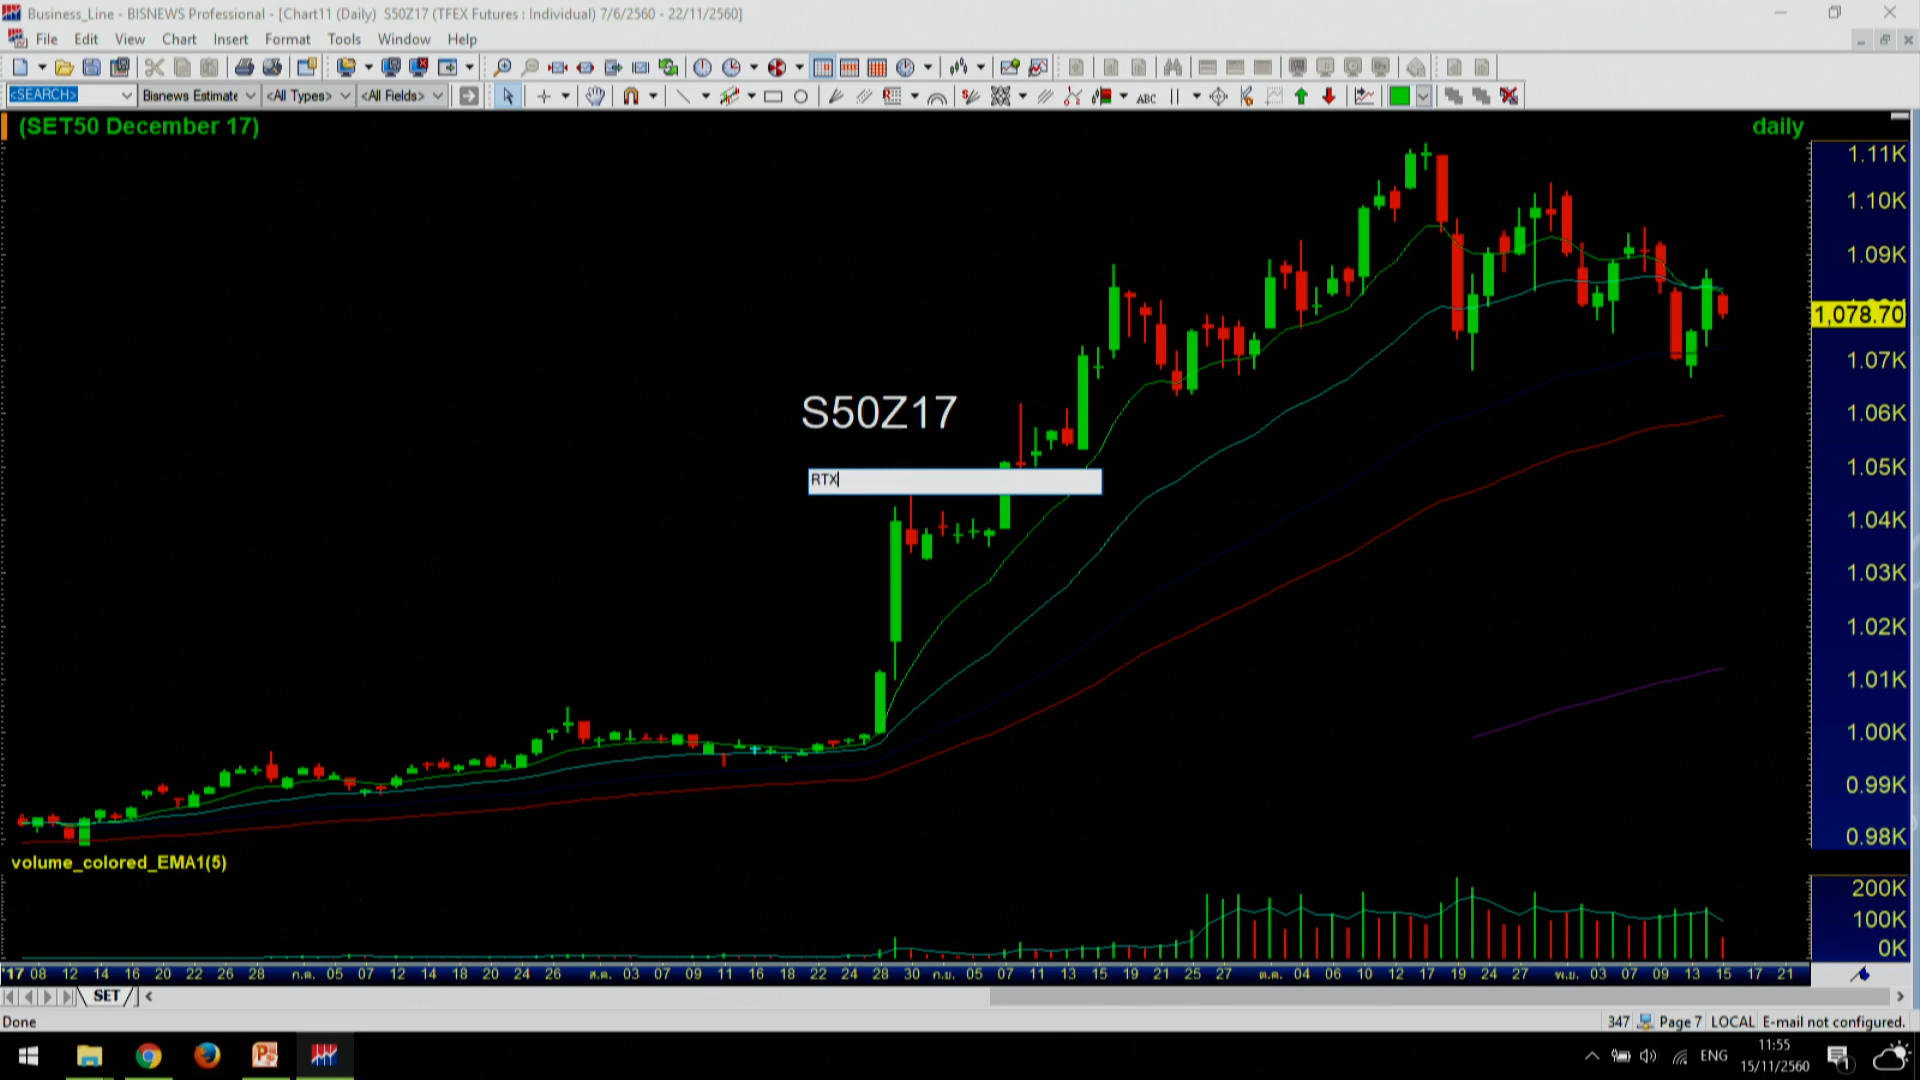 Business_Line - BISNEWS Professional - [Chart11 (Daily) S50Z17 (TFEX Futures : Individual) 7/6/2560 - 22/11/2560]
File Edit View Chart Insert Format Tools Window Help
<SEARCH> Bisnews Estimate <All Types> <All Fields> ABC
(SET50 December 17) daily
1.11K
1.10K
1.09K
1,078.70
1.07K
1.06K
1.05K
1.04K
1.03K
1.02K
1.01K
1.00K
0.99K
0.98K
S50Z17
RTX
volume_colored_EMA1(5)
200K
100K
0K
'17 08 12 14 16 20 22 26 28 ก.ค. 05 07 12 14 18 20 24 26 ส.ค. 03 07 09 11 16 18 22 24 28 30 ก.ย. 05 07 11 13 15 19 21 25 27 ต.ค. 04 06 10 12 17 19 24 27 พ.ย. 03 07 09 13 15 17 21
SET
Done 347 Page 7 LOCAL E-mail not configured.
ENG 11:55
15/11/2560